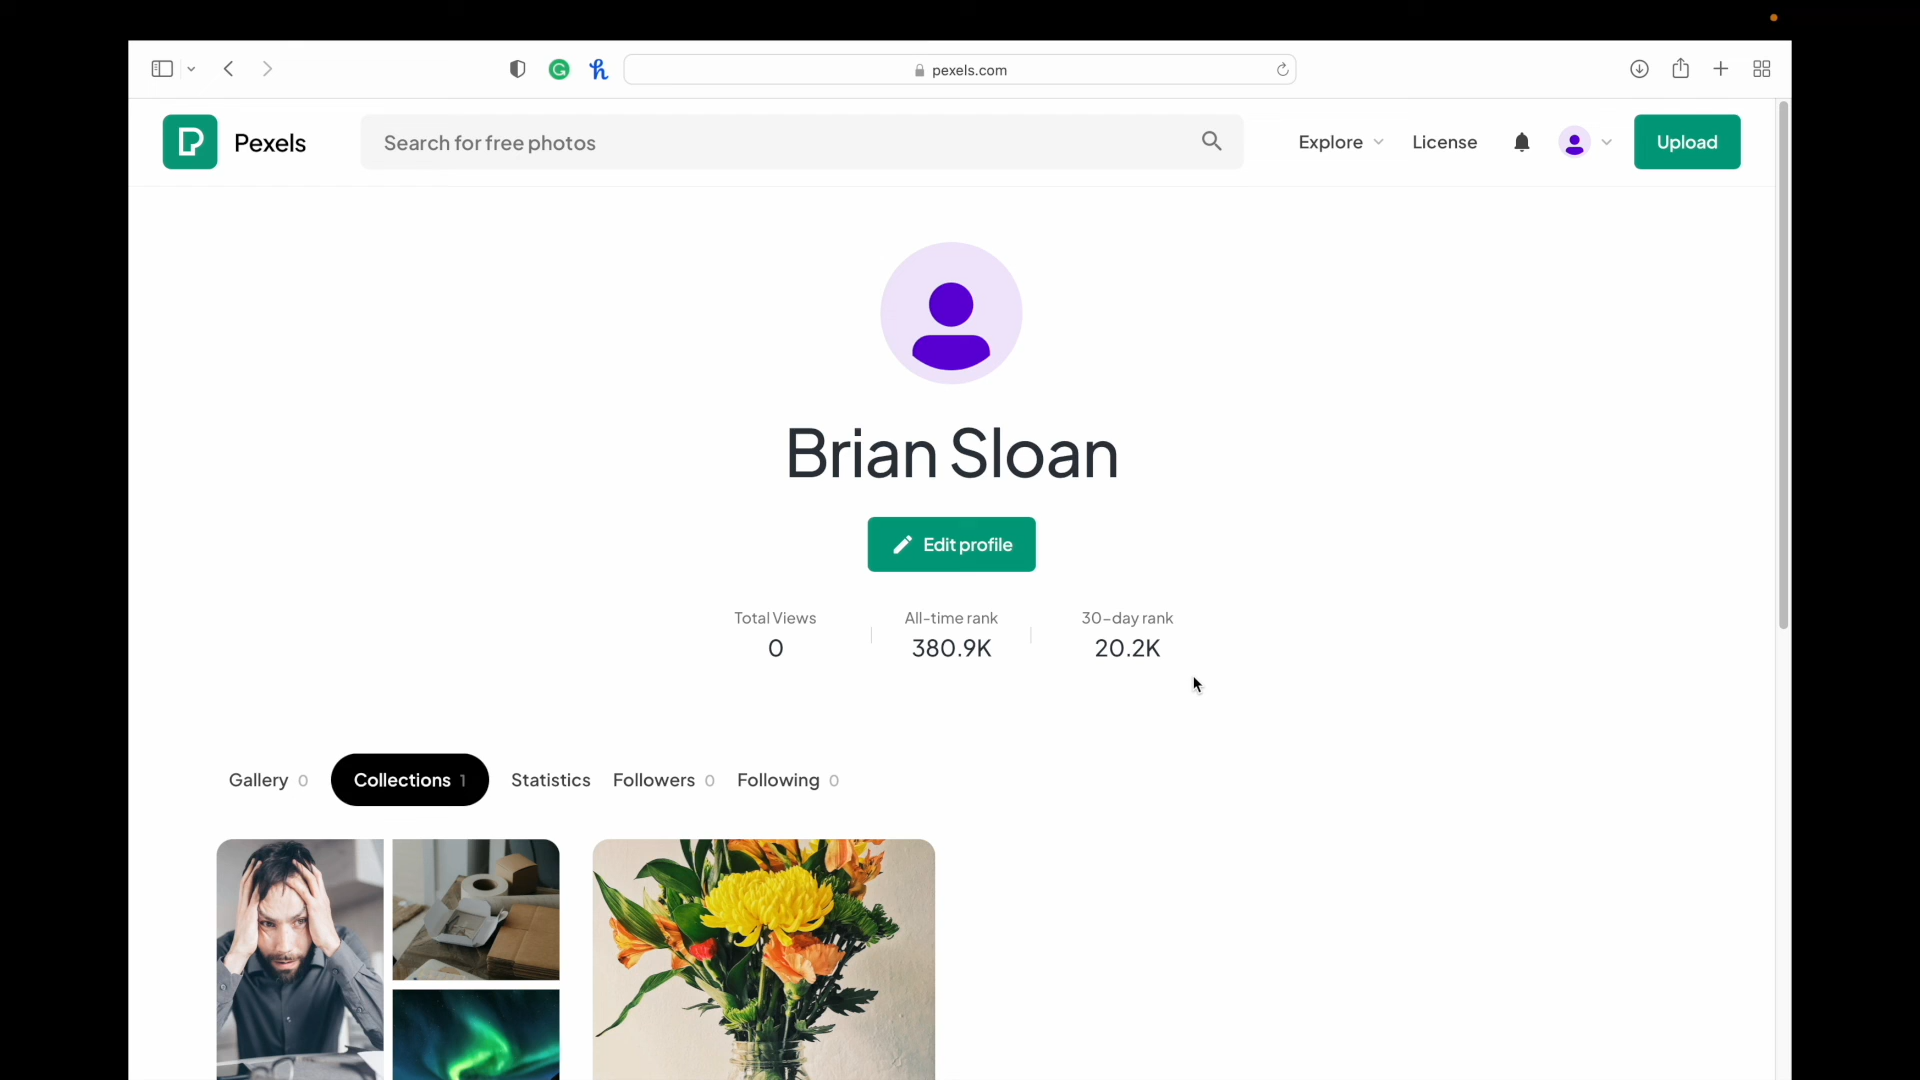 pexels.com
Pexels
Search for free photos
Explore
License
Upload
Brian Sloan
Edit profile
Total Views
0
All-time rank
380.9K
30-day rank
20.2K
Gallery 0
Collections 1
Statistics
Followers 0
Following 0